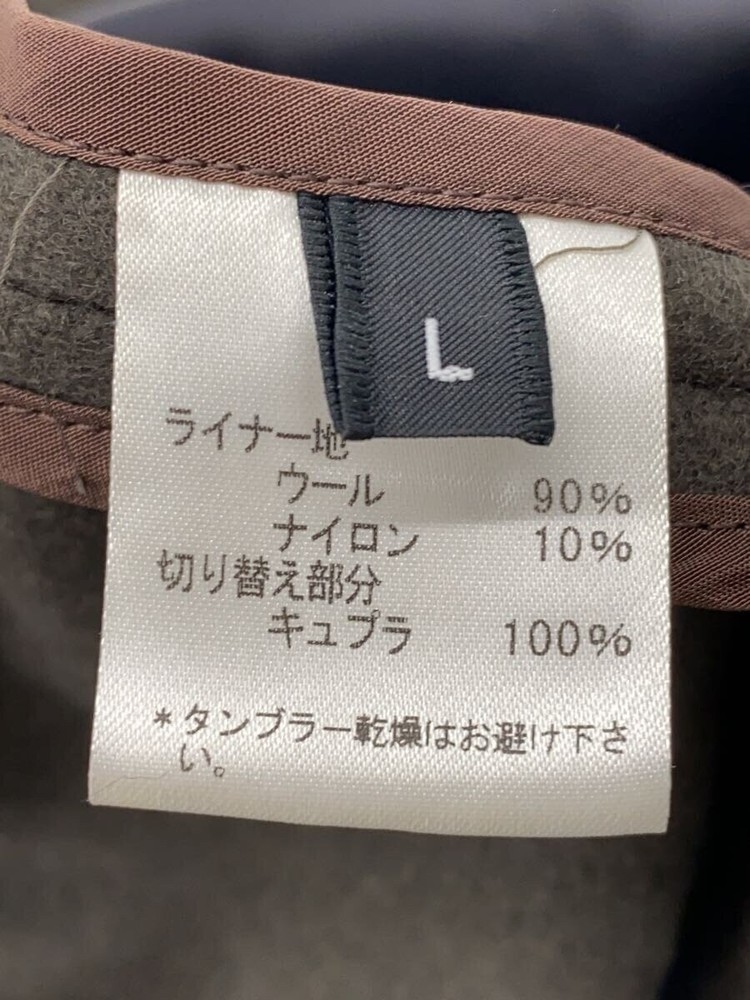 L
ライナー地
ウール 90%
ナイロン 10%
切り替え部分
キュプラ 100%
*タンブラー乾燥はお避け下さ
い。